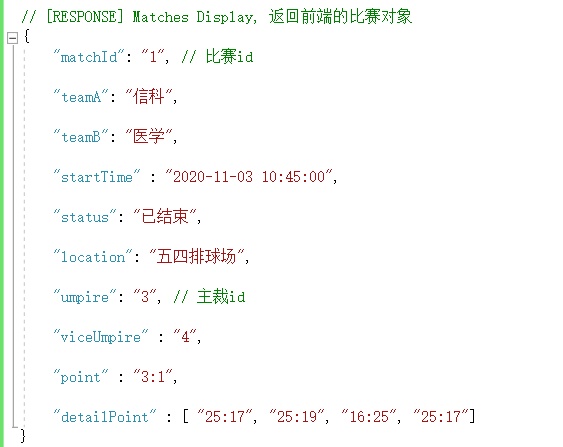 // [RESPONSE] Matches Display, 返回前端的比赛对象
{
"matchId": "1", // 比赛id
"teamA": "信科",
"teamB": "医学",
"startTime" : "2020-11-03 10:45:00",
"status": "已结束",
"location": "五四排球场",
"umpire": "3", // 主裁id
"viceUmpire" : "4",
"point" : "3:1",
"detailPoint" : [ "25:17", "25:19", "16:25", "25:17"]
}